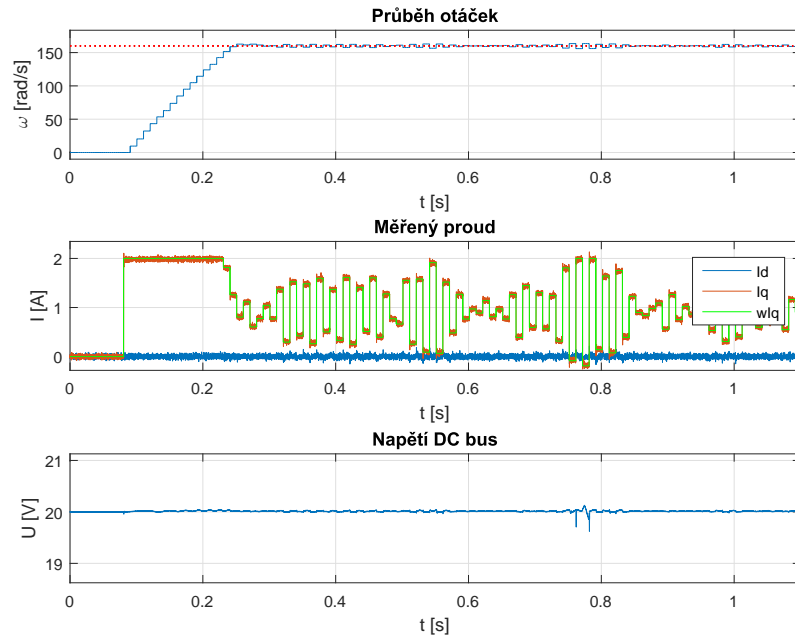 Průběh otáček
ω [rad/s]
150
100
50
0
0 0.2 0.4 0.6 0.8 1
t [s]
Měřený proud
I [A]
2
1
0
Id
Iq
wIq
0 0.2 0.4 0.6 0.8 1
t [s]
Napětí DC bus
U [V]
21
20
19
0 0.2 0.4 0.6 0.8 1
t [s]